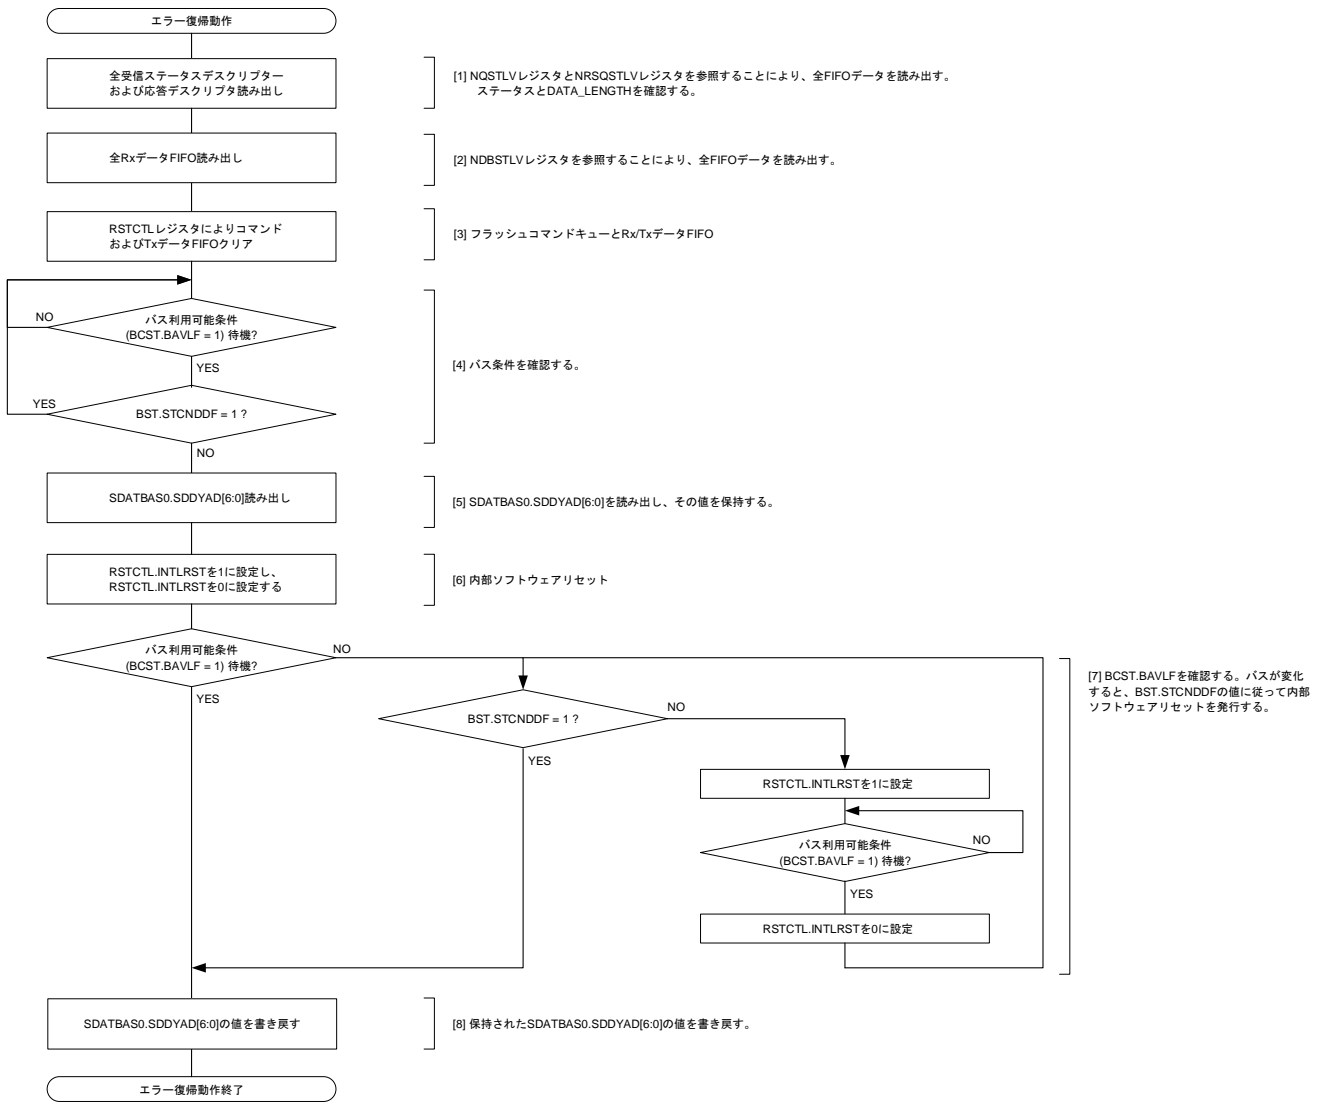 エラー復帰動作
全受信ステータスデスクリプター
および応答デスクリプタ読み出し
[1] NQSTLVレジスタとNRSQSTLVレジスタを参照することにより、全FIFOデータを読み出す。
ステータスとDATA_LENGTHを確認する。
全RxデータFIFO読み出し
[2] NDBSTLVレジスタを参照することにより、全FIFOデータを読み出す。
RSTCTLレジスタによりコマンド
およびTxデータFIFOクリア
[3] フラッシュコマンドキューとRx/TxデータFIFO
バス利用可能条件
(BCST.BAVLF = 1) 待機?
NO
YES
[4] バス条件を確認する。
BST.STCNDDF = 1 ?
YES
NO
SDATBAS0.SDDYAD[6:0]読み出し
[5] SDATBAS0.SDDYAD[6:0]を読み出し、その値を保持する。
RSTCTL.INTLRSTを1に設定し、
RSTCTL.INTLRSTを0に設定する
[6] 内部ソフトウェアリセット
バス利用可能条件
(BCST.BAVLF = 1) 待機?
NO
YES
[7] BCST.BAVLFを確認する。バスが変化
すると、BST.STCNDDFの値に従って内部
ソフトウェアリセットを発行する。
BST.STCNDDF = 1 ?
NO
YES
RSTCTL.INTLRSTを1に設定
バス利用可能条件
(BCST.BAVLF = 1) 待機?
NO
YES
RSTCTL.INTLRSTを0に設定
SDATBAS0.SDDYAD[6:0]の値を書き戻す
[8] 保持されたSDATBAS0.SDDYAD[6:0]の値を書き戻す。
エラー復帰動作終了